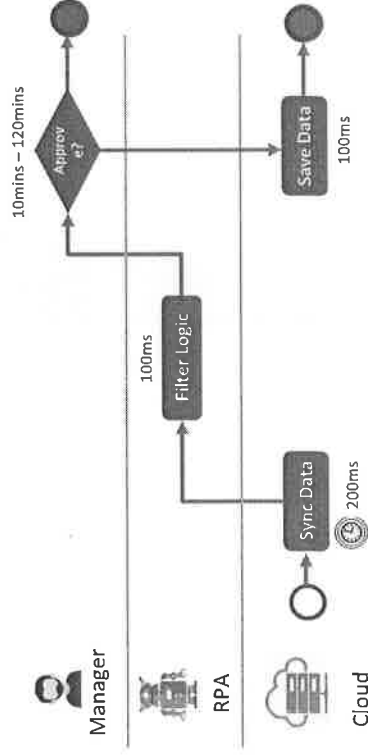 Manager
10mins – 120mins
Approv
e?
RPA
100ms
Filter Logic
Cloud
Sync Data
200ms
Save Data
100ms